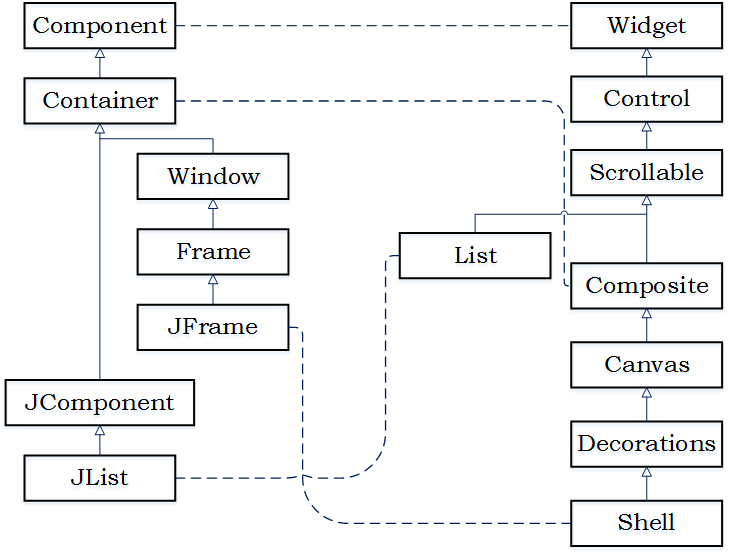 Component
Widget
Container
Control
Window
Scrollable
Frame
List
Composite
JFrame
Canvas
JComponent
Decorations
JList
Shell